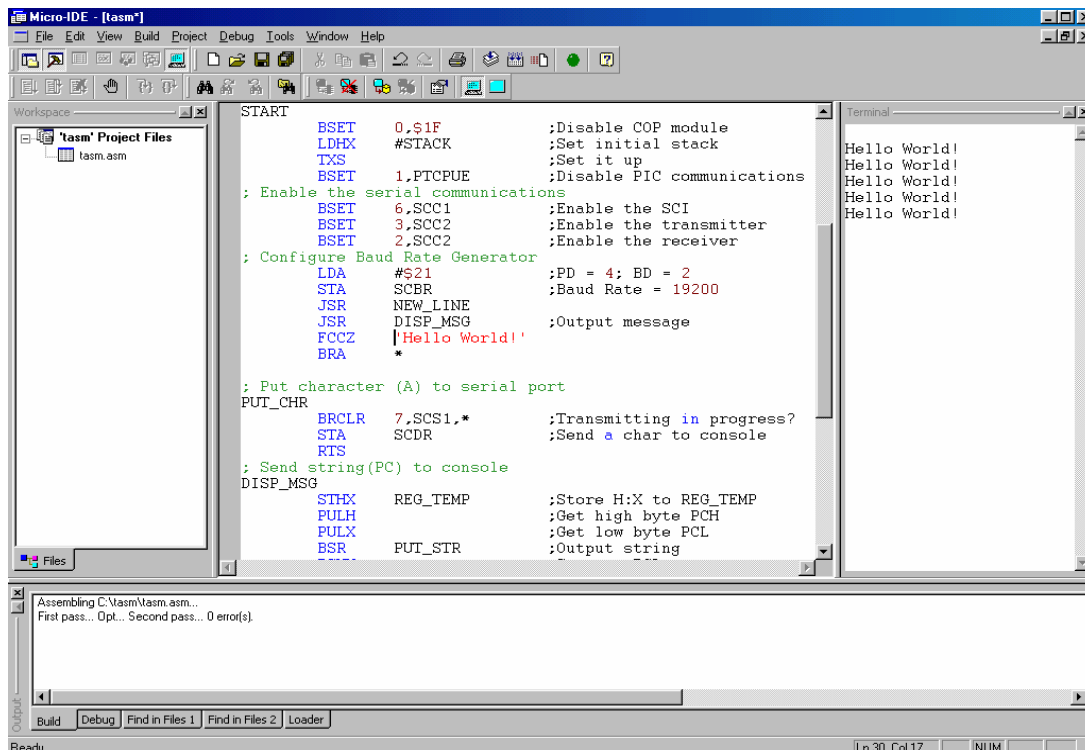 Micro-IDE - [tasm*]
File Edit View Build Project Debug Tools Window Help
Workspace
'tasm' Project Files
tasm.asm
Files
START
BSET 0,$1F ;Disable COP module
LDHX #STACK ;Set initial stack
TXS ;Set it up
BSET 1,PTCPUE ;Disable PIC communications
; Enable the serial communications
BSET 6,SCC1 ;Enable the SCI
BSET 3,SCC2 ;Enable the transmitter
BSET 2,SCC2 ;Enable the receiver
; Configure Baud Rate Generator
LDA #$21 ;PD = 4; BD = 2
STA SCBR ;Baud Rate = 19200
JSR NEW_LINE
JSR DISP_MSG ;Output message
FCCZ 'Hello World!'
BRA *
; Put character (A) to serial port
PUT_CHR
BRCLR 7,SCS1,* ;Transmitting in progress?
STA SCDR ;Send a char to console
RTS
; Send string(PC) to console
DISP_MSG
STHX REG_TEMP ;Store H:X to REG_TEMP
PULH ;Get high byte PCH
PULX ;Get low byte PCL
BSR PUT_STR ;Output string
Terminal
Hello World!
Hello World!
Hello World!
Hello World!
Hello World!
Assembling C:\tasm\tasm.asm...
First pass... Opt... Second pass... 0 error(s).
Output
Build Debug Find in Files 1 Find in Files 2 Loader
Ready Ln 30, Col 17 NUM